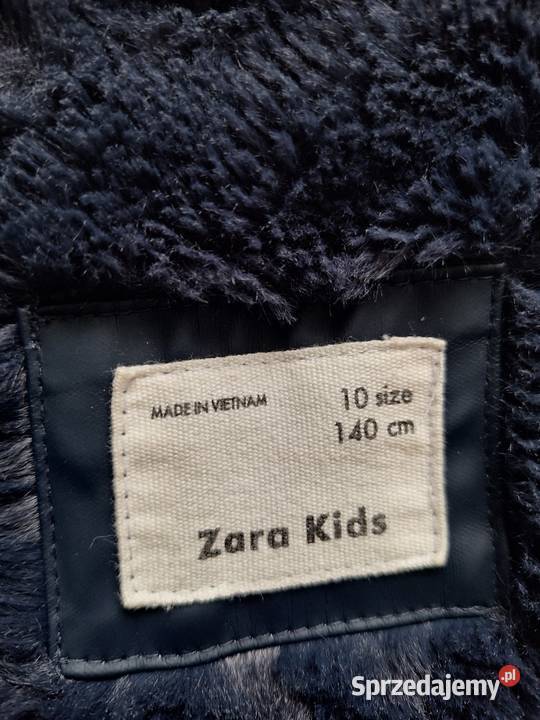 MADE IN VIETNAM
10 size
140 cm
Zara Kids
Sprzedajemy.pl